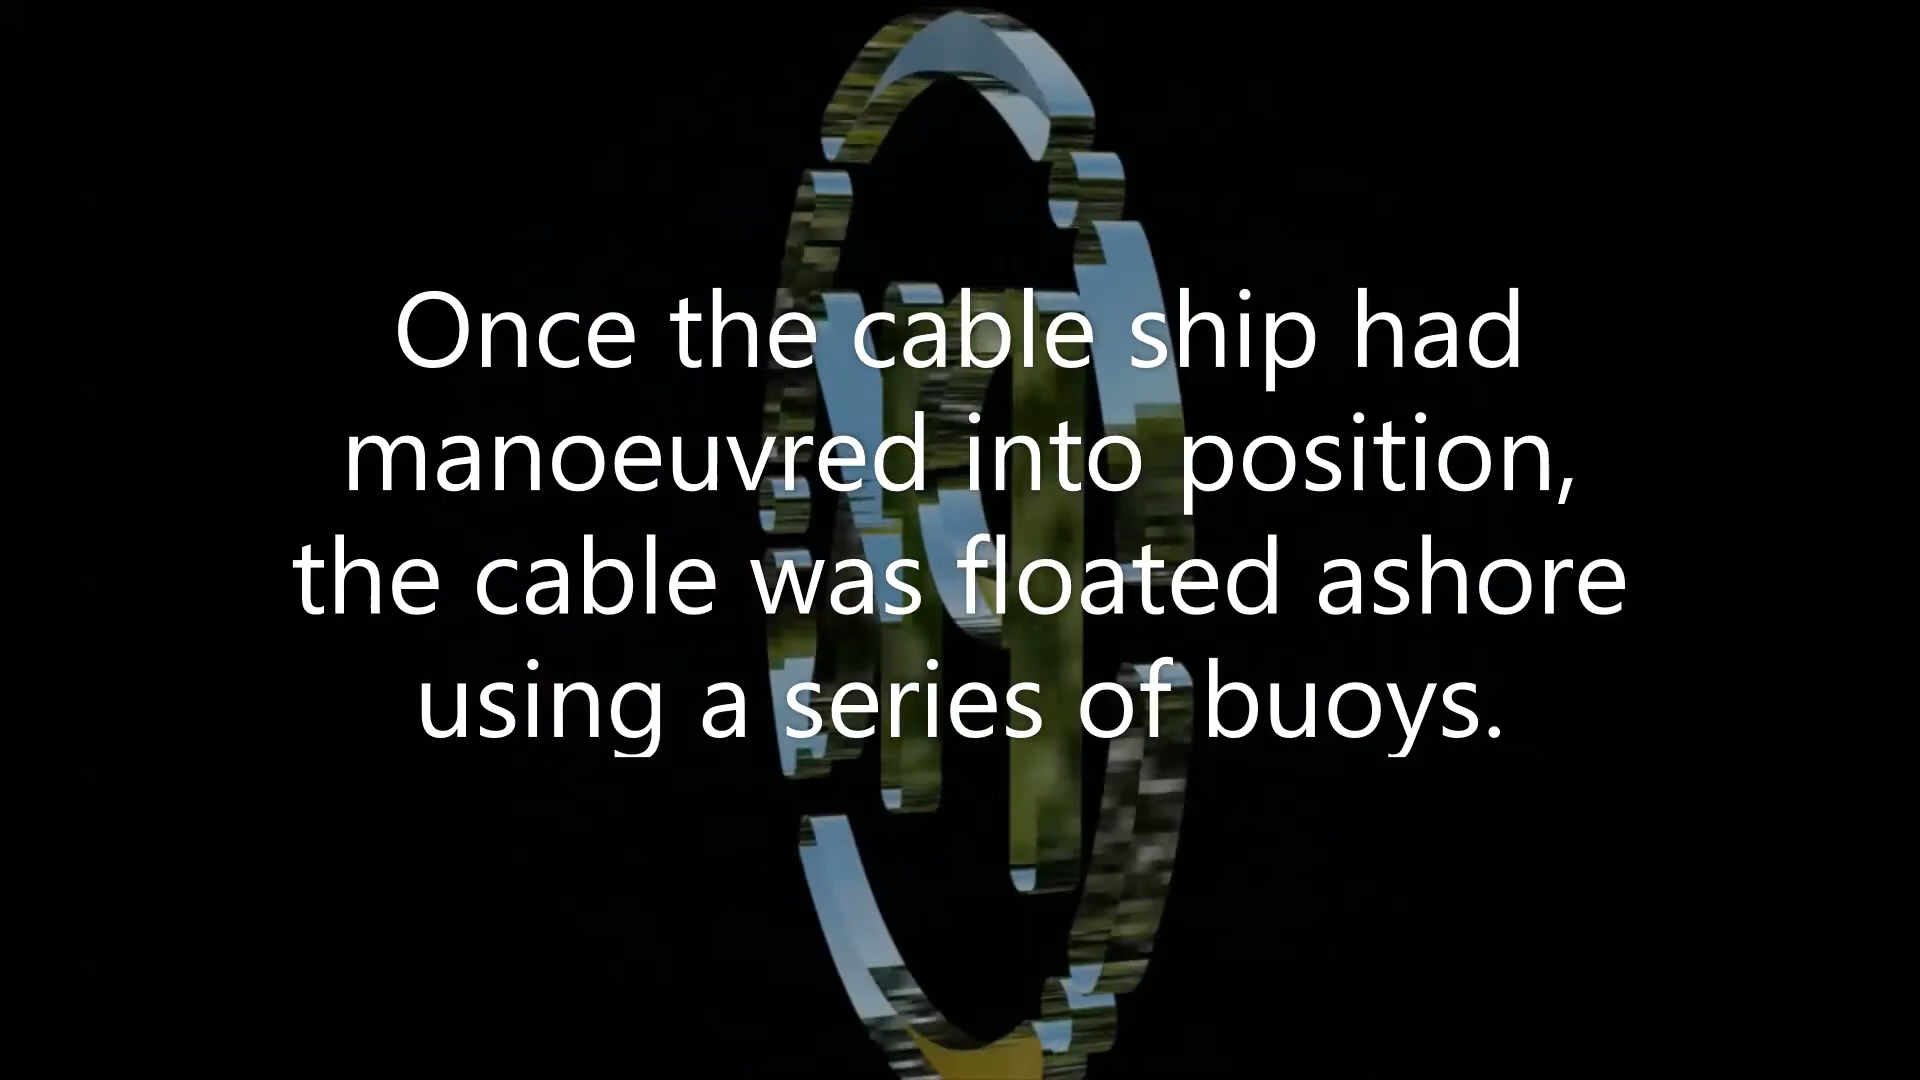 Once the cable ship had
manoeuvred into position,
the cable was floated ashore
using a series of buoys.